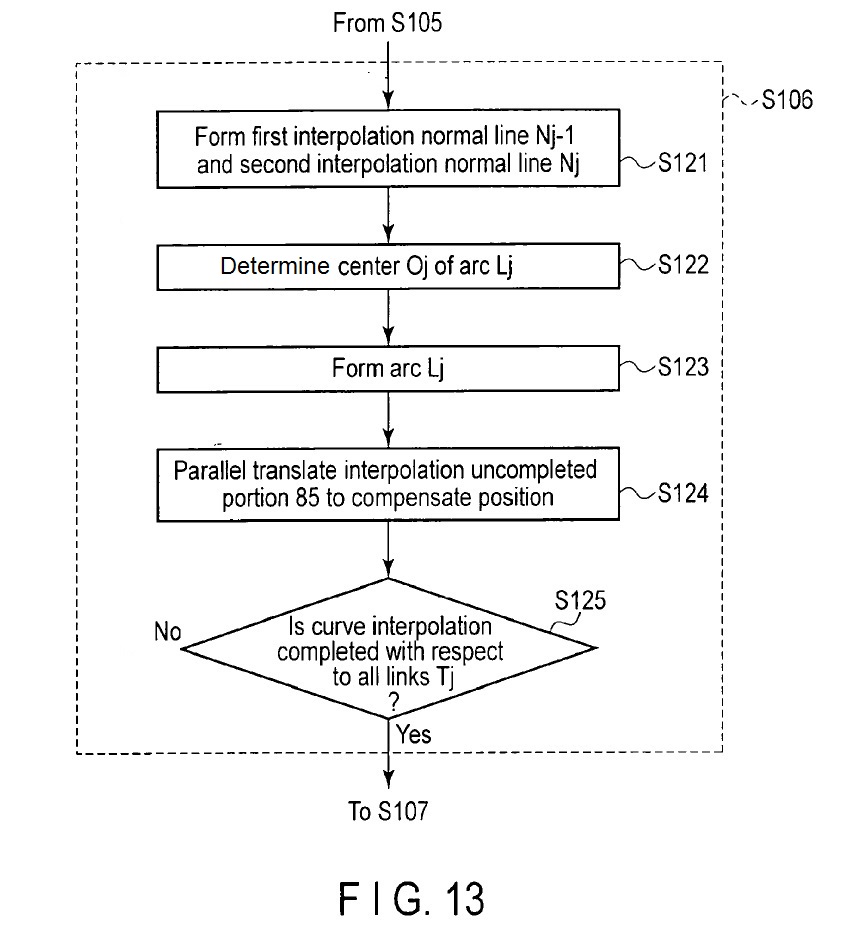 From S105
S106
Form first interpolation normal line Nj-1
and second interpolation normal line Nj
S121
Determine center Oj of arc Lj
S122
Form arc Lj
S123
Parallel translate interpolation uncompleted
portion 85 to compensate position
S124
S125
No
Is curve interpolation
completed with respect
to all links Tj
?
Yes
To S107
F I G. 13